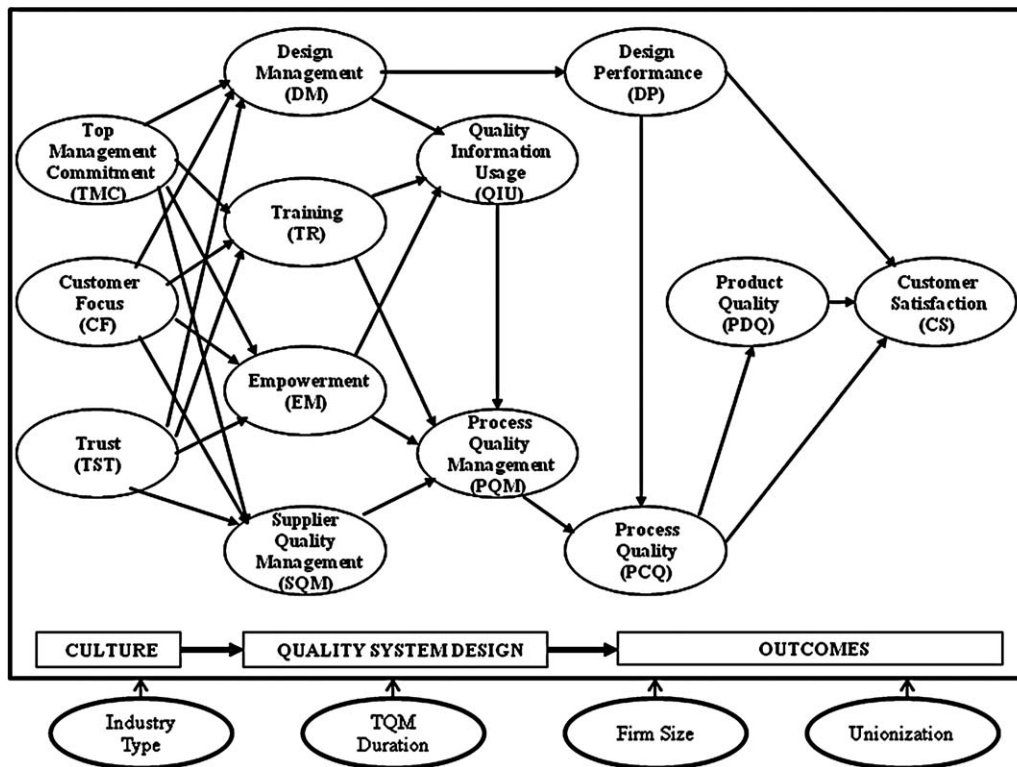 Design
Management
(DM)
Design
Performance
(DP)
Top
Management
Commitment
(TMC)
Quality
Information
Usage
(QIU)
Training
(TR)
Customer
Focus
(CF)
Product
Quality
(PDQ)
Customer
Satisfaction
(CS)
Empowerment
(EM)
Trust
(TST)
Process
Quality
Management
(PQM)
Supplier
Quality
Management
(SQM)
Process
Quality
(PCQ)
CULTURE
QUALITY SYSTEM DESIGN
OUTCOMES
Industry
Type
TQM
Duration
Firm Size
Unionization